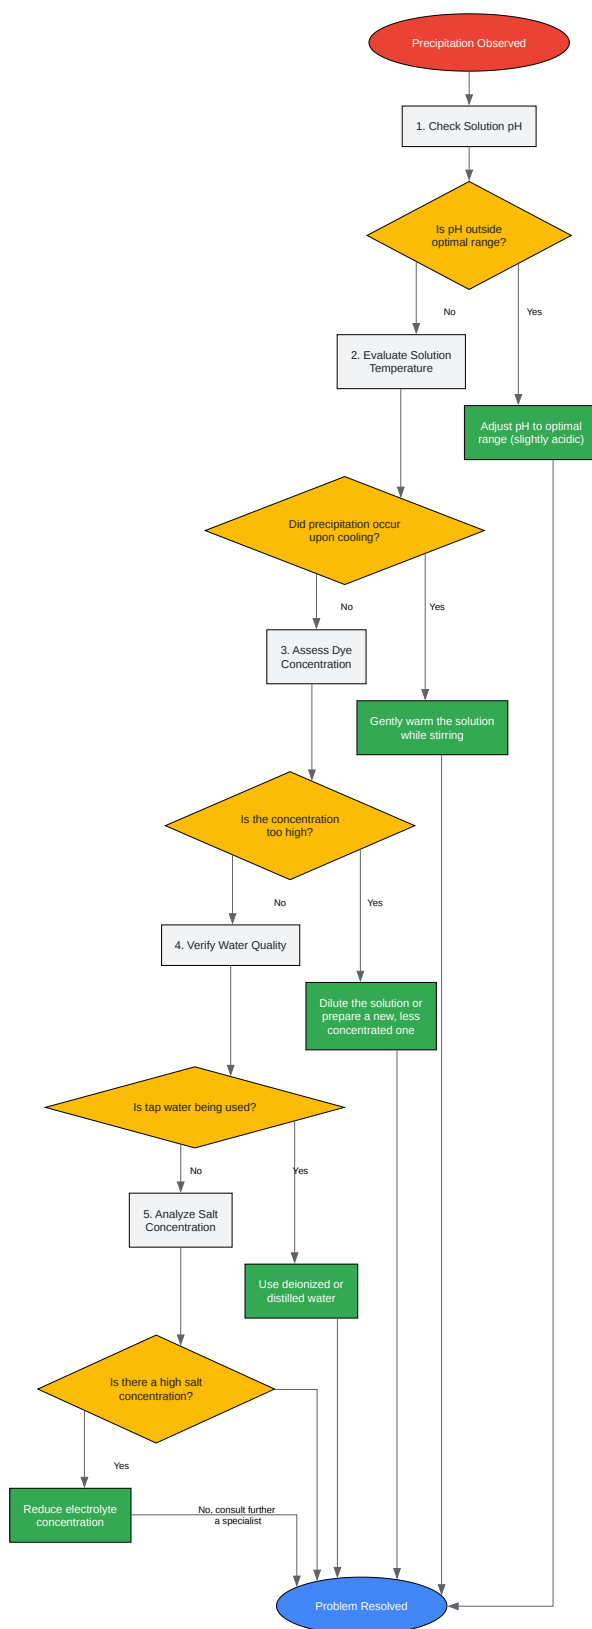 Precipitation Observed
1. Check Solution pH
Is pH outside
optimal range?
No
Yes
2. Evaluate Solution
Temperature
Adjust pH to optimal
range (slightly acidic)
Did precipitation occur
upon cooling?
No
Yes
3. Assess Dye
Concentration
Gently warm the solution
while stirring
Is the concentration
too high?
No
Yes
4. Verify Water Quality
Dilute the solution or
prepare a new, less
concentrated one
Is tap water being used?
No
Yes
5. Analyze Salt
Concentration
Use deionized or
distilled water
Is there a high salt
concentration?
Yes
Reduce electrolyte
concentration
No, consult further
a specialist
Problem Resolved